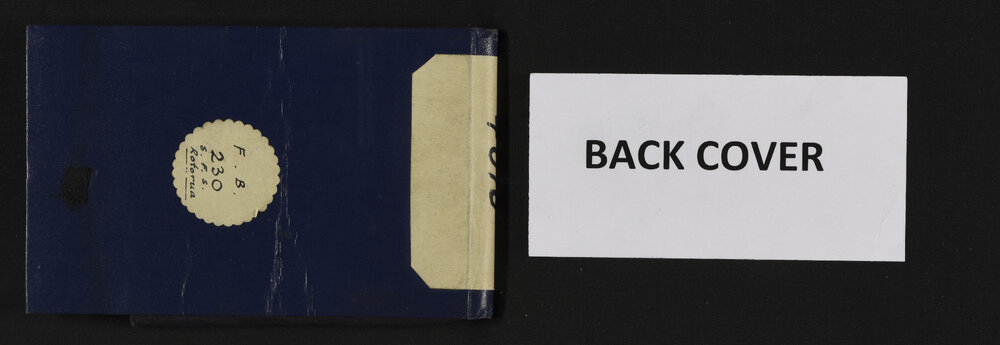 F. B.
230
S. F. S.
Rotorua
BACK COVER